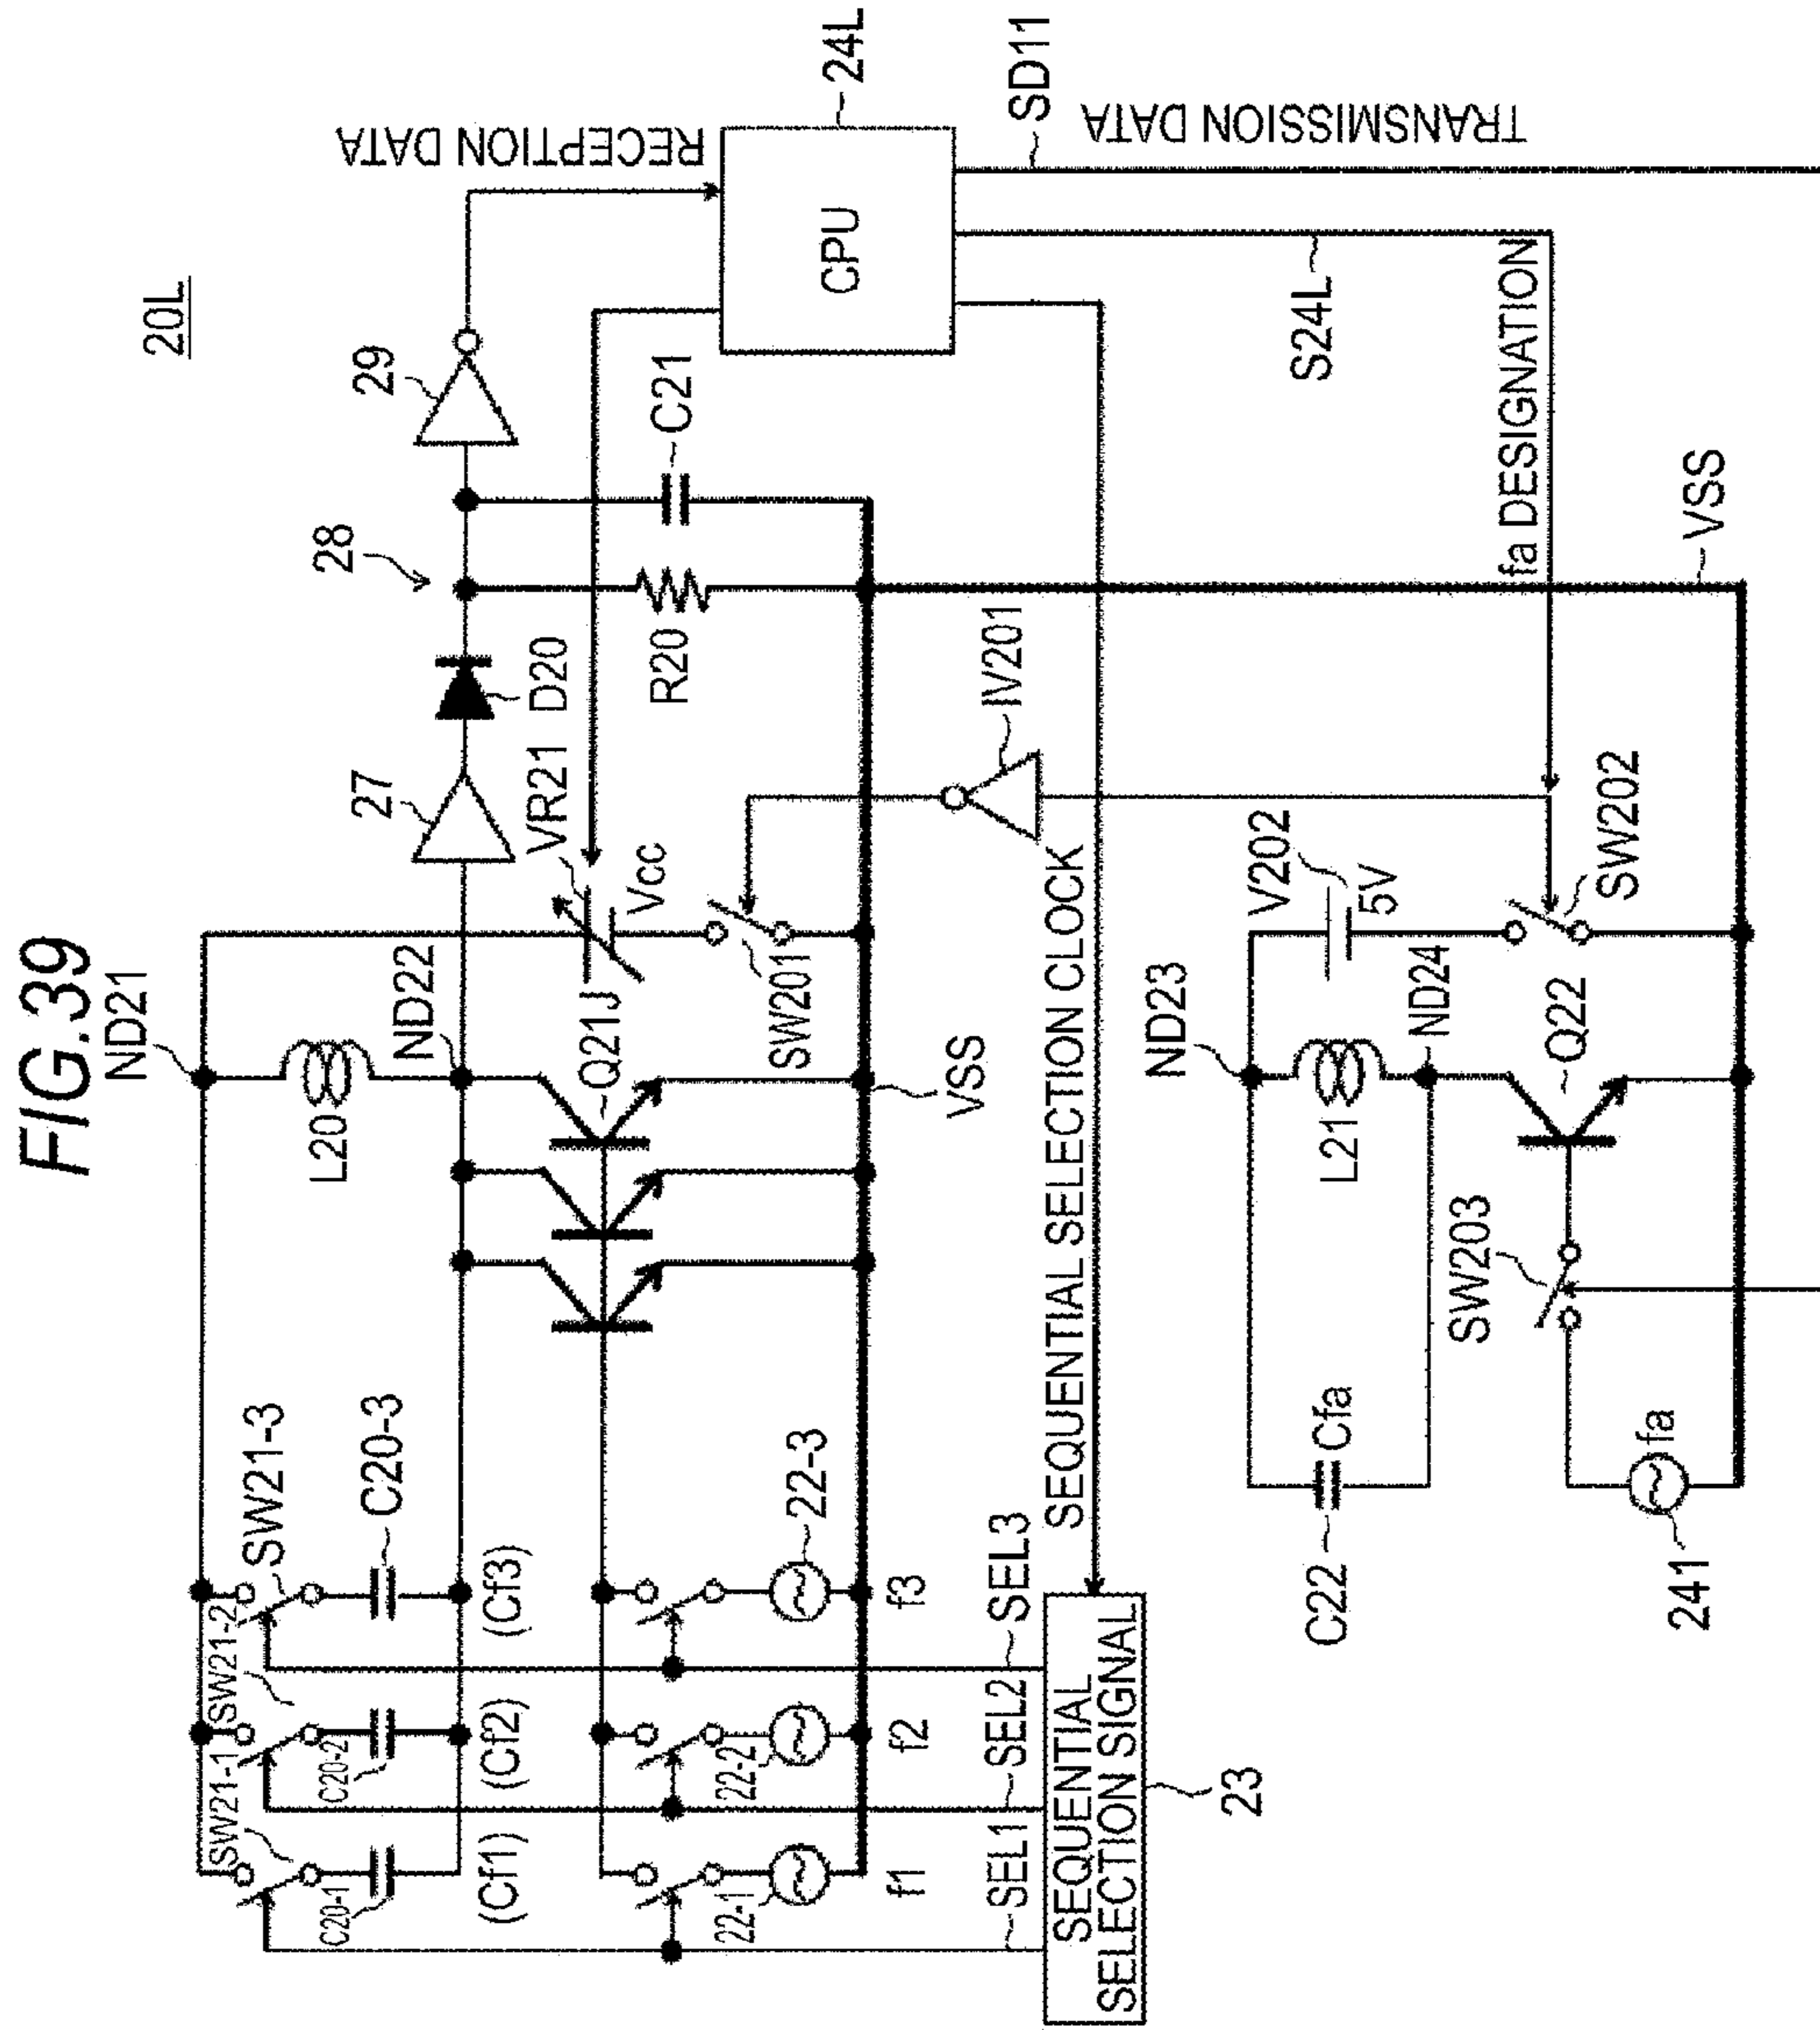 FIG.39
20L
ND21
L20
ND22
27
VR21
Vcc
D20
28
29
RECEPTION DATA
24L
CPU
C21
R20
Q21J
SW201
VSS
IV201
SW21-1
SW21-2
SW21-3
C20-1
C20-2
C20-3
(Cf1)
(Cf2)
(Cf3)
22-1
22-2
22-3
f1
f2
f3
SEL1
SEL2
SEL3
SEQUENTIAL
SELECTION SIGNAL
23
SEQUENTIAL SELECTION CLOCK
S24L
fa DESIGNATION
SD11
TRANSMISSION DATA
ND23
V202
5V
L21
ND24
C22
Cfa
SW202
SW203
Q22
241
fa
VSS